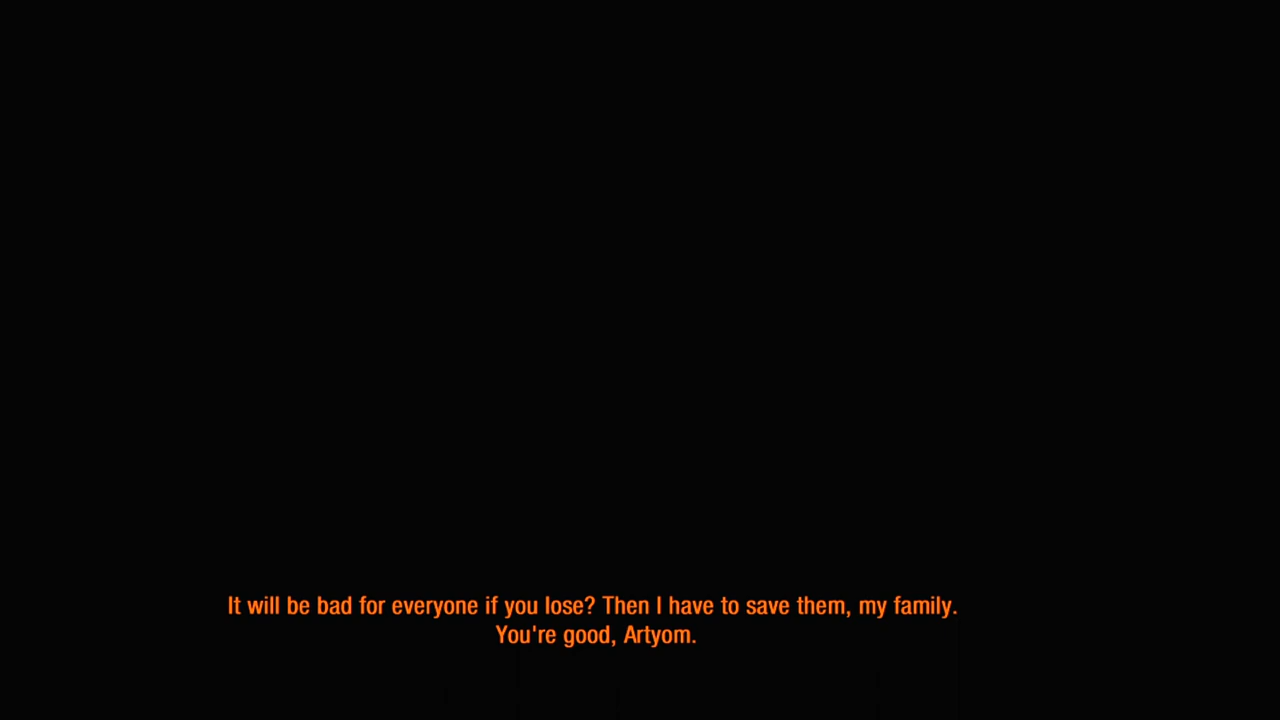 It will be bad for everyone if you lose? Then I have to save them, my family.
You're good, Artyom.